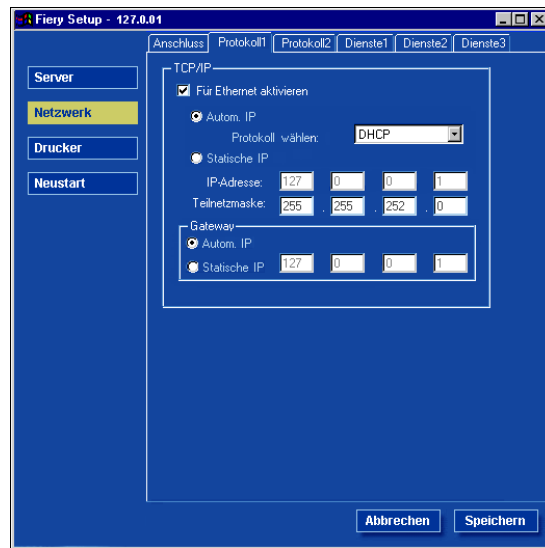 Fiery Setup - 127.0.01
Anschluss Protokoll1 Protokoll2 Dienste1 Dienste2 Dienste3
Server
Netzwerk
Drucker
Neustart
TCP/IP
Für Ethernet aktivieren
Autom. IP
Protokoll wählen: DHCP
Statische IP
IP-Adresse: 127 0 0 1
Teilnetzmaske: 255 . 255 . 252 . 0
Gateway
Autom. IP
Statische IP 127 0 0 1
Abbrechen Speichern